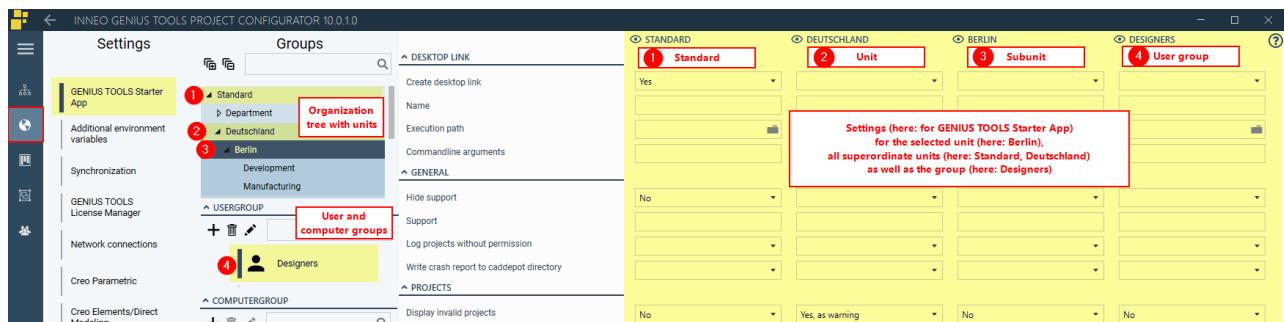 INNEO GENIUS TOOLS PROJECT CONFIGURATOR 10.0.1.0
Settings
GENIUS TOOLS Starter
App
Additional environment
variables
Synchronization
GENIUS TOOLS
License Manager
Network connections
Creo Parametric
Creo Elements/Direct
Modeling
Groups
1 Standard
Department
2 Deutschland
3 Berlin
Development
Manufacturing
Organization
tree with units
USERGROUP
User and
computer groups
4 Designers
COMPUTERGROUP
DESKTOP LINK
Create desktop link
Name
Execution path
Commandline arguments
GENERAL
Hide support
Support
Log projects without permission
Write crash report to caddepot directory
PROJECTS
Display invalid projects
STANDARD
1 Standard
Yes
No
No
DEUTSCHLAND
2 Unit
Yes, as warning
BERLIN
3 Subunit
No
DESIGNERS
4 User group
No
Settings (here: for GENIUS TOOLS Starter App)
for the selected unit (here: Berlin),
all superordinate units (here: Standard, Deutschland)
as well as the group (here: Designers)
?